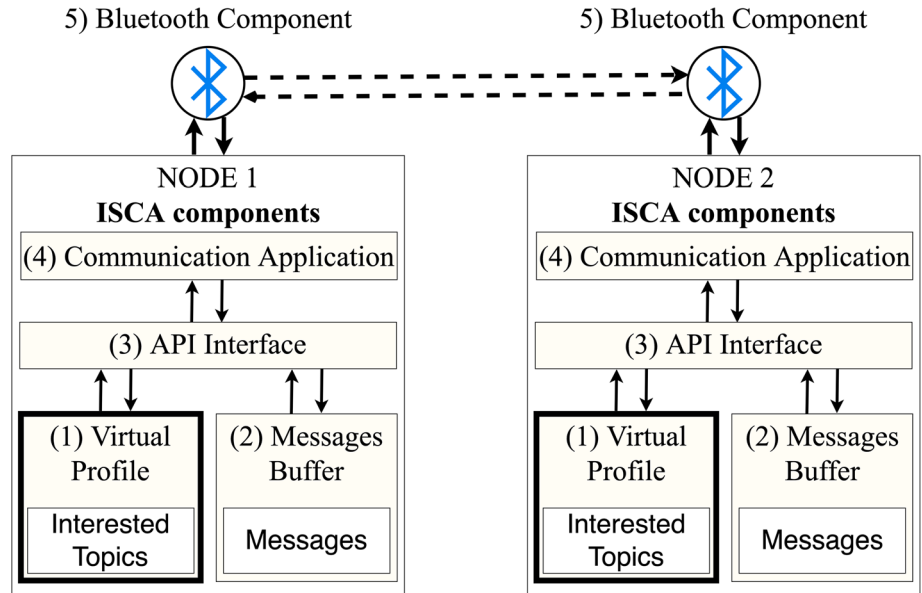 5) Bluetooth Component
NODE 1
ISCA components
(4) Communication Application
(3) API Interface
(1) Virtual
Profile
Interested
Topics
(2) Messages
Buffer
Messages
5) Bluetooth Component
NODE 2
ISCA components
(4) Communication Application
(3) API Interface
(1) Virtual
Profile
Interested
Topics
(2) Messages
Buffer
Messages